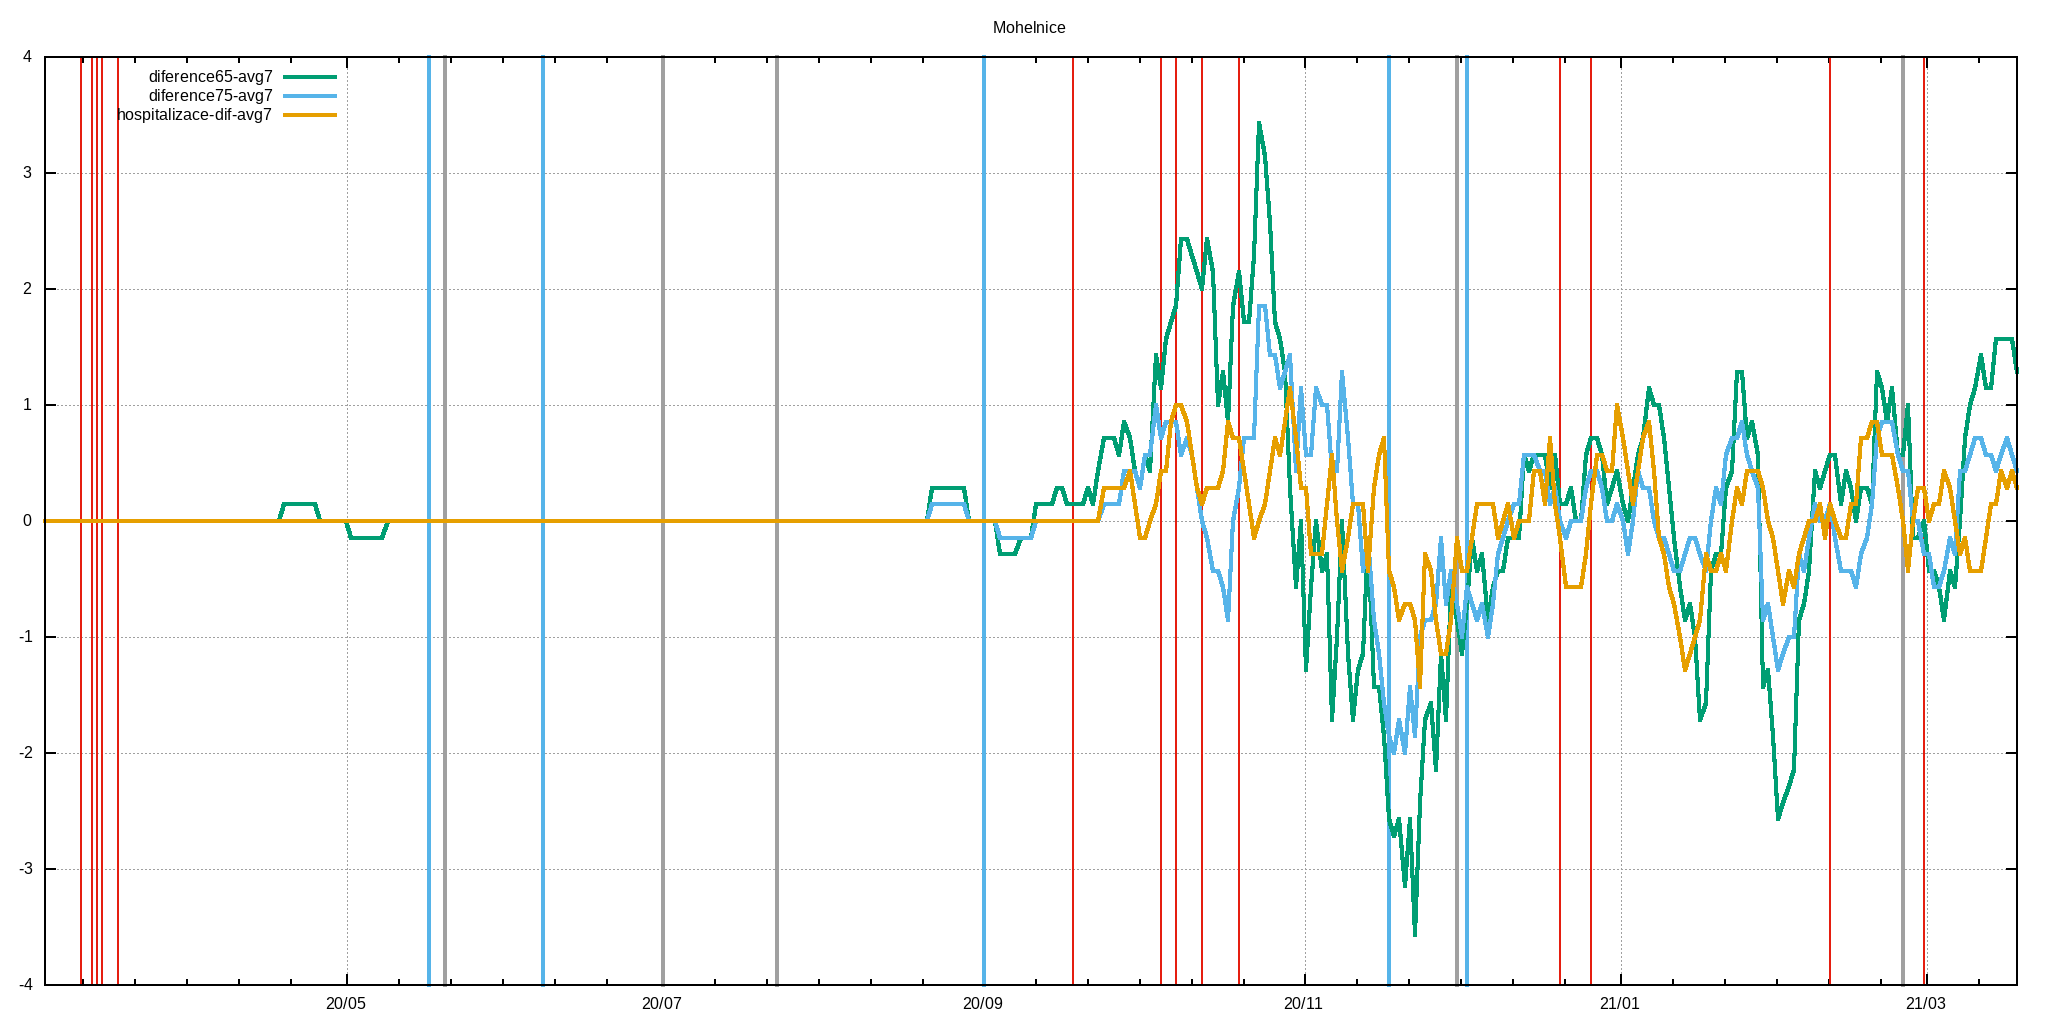 Mohelnice
4
diference65-avg7
diference75-avg7
hospitalizace-dif-avg7
3
2
1
0
-1
-2
-3
-4
20/05 20/07 20/09 20/11 21/01 21/03